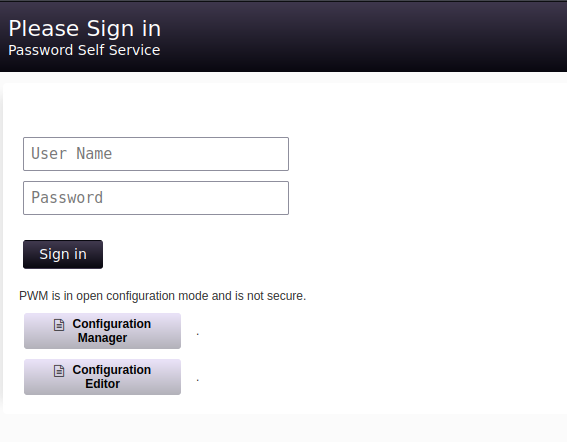 Please Sign in
Password Self Service
User Name
Password
Sign in
PWM is in open configuration mode and is not secure.
Configuration
Manager
.
Configuration
Editor
.